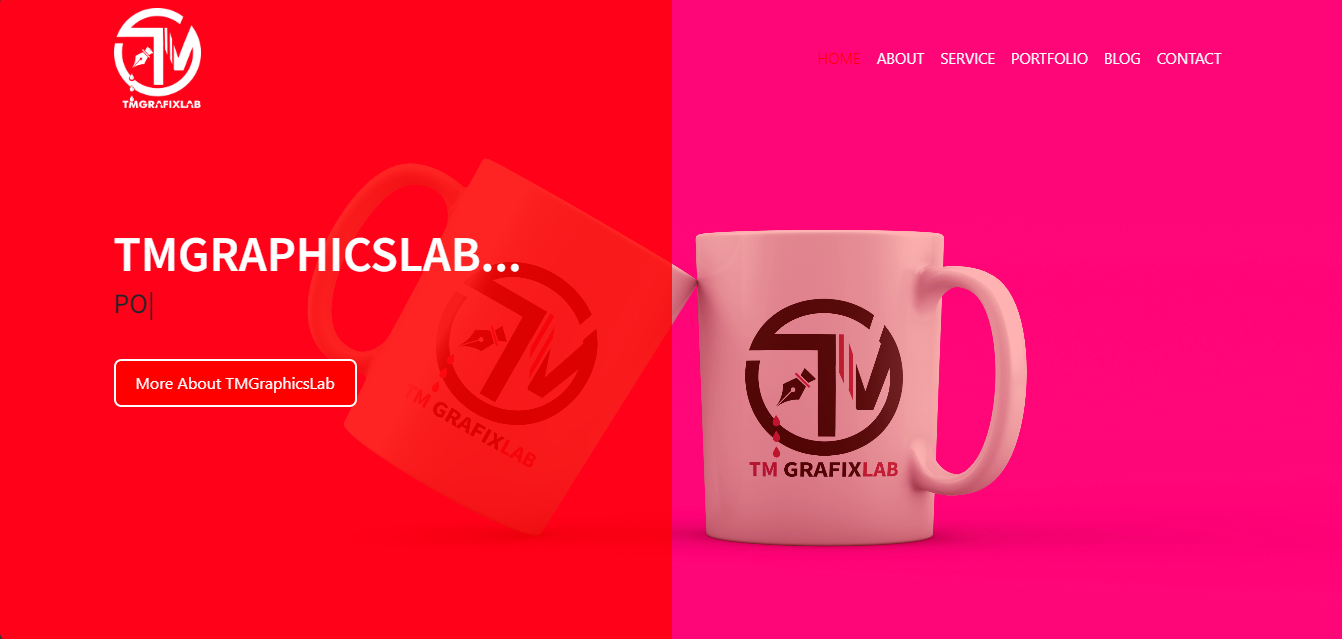 TM
TMGRAFIXLAB
HOME ABOUT SERVICE PORTFOLIO BLOG CONTACT
TMGRAPHICSLAB...
PO|
More About TMGraphicsLab
TM
TM GRAFIXLAB
TM
TM GRAFIXLAB